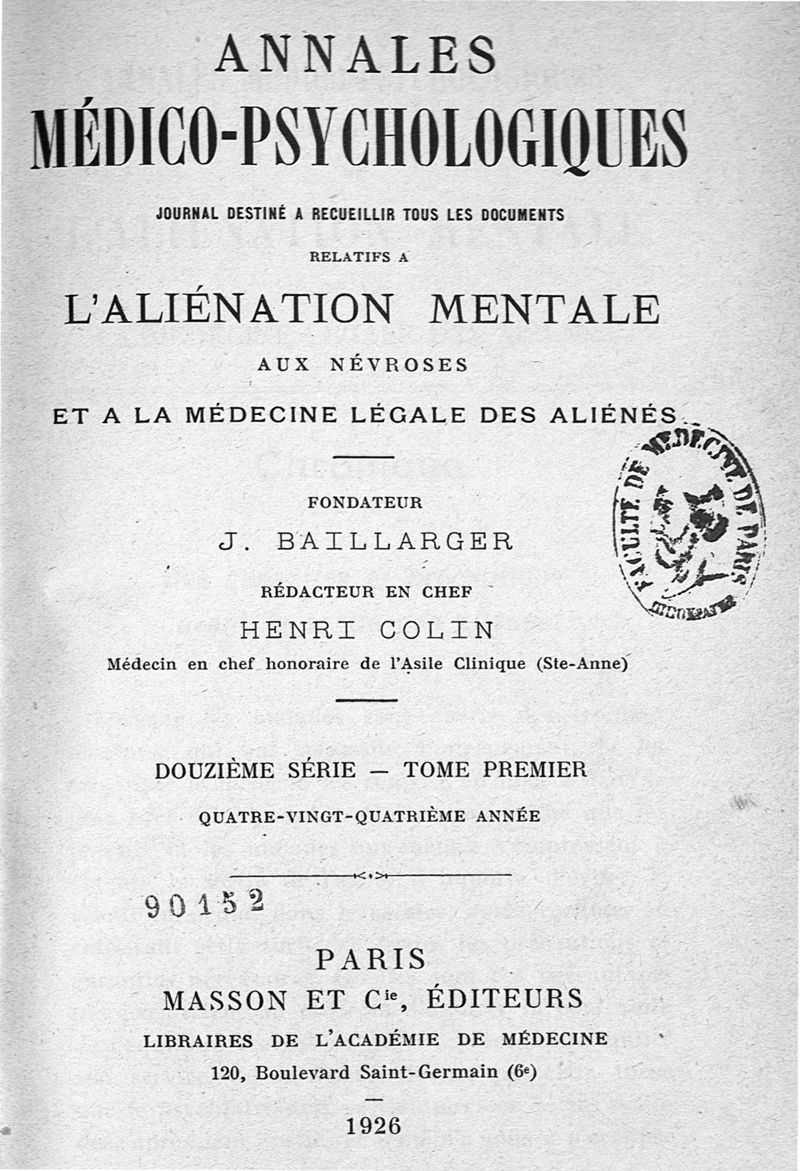 ANNALES
MÉDICO-PSYCHOLOGIQUES
JOURNAL DESTINÉ A RECUEILLIR TOUS LES DOCUMENTS
RELATIFS A
L'ALIÉNATION MENTALE
AUX NÉVROSES
ET A LA MÉDECINE LÉGALE DES ALIÉNÉS
FACULTÉ DE MEDECINE DE PARIS
FONDATEUR
J. BAILLARGER
RÉDACTEUR EN CHEF
HENRI COLIN
Médecin en chef honoraire de l'Asile Clinique (Ste-Anne)
DOUZIÈME SÉRIE — TOME PREMIER
QUATRE-VINGT-QUATRIÈME ANNÉE
90152
PARIS
MASSON ET Cie, ÉDITEURS
LIBRAIRES DE L'ACADÉMIE DE MÉDECINE
120, Boulevard Saint-Germain (6e)
1926